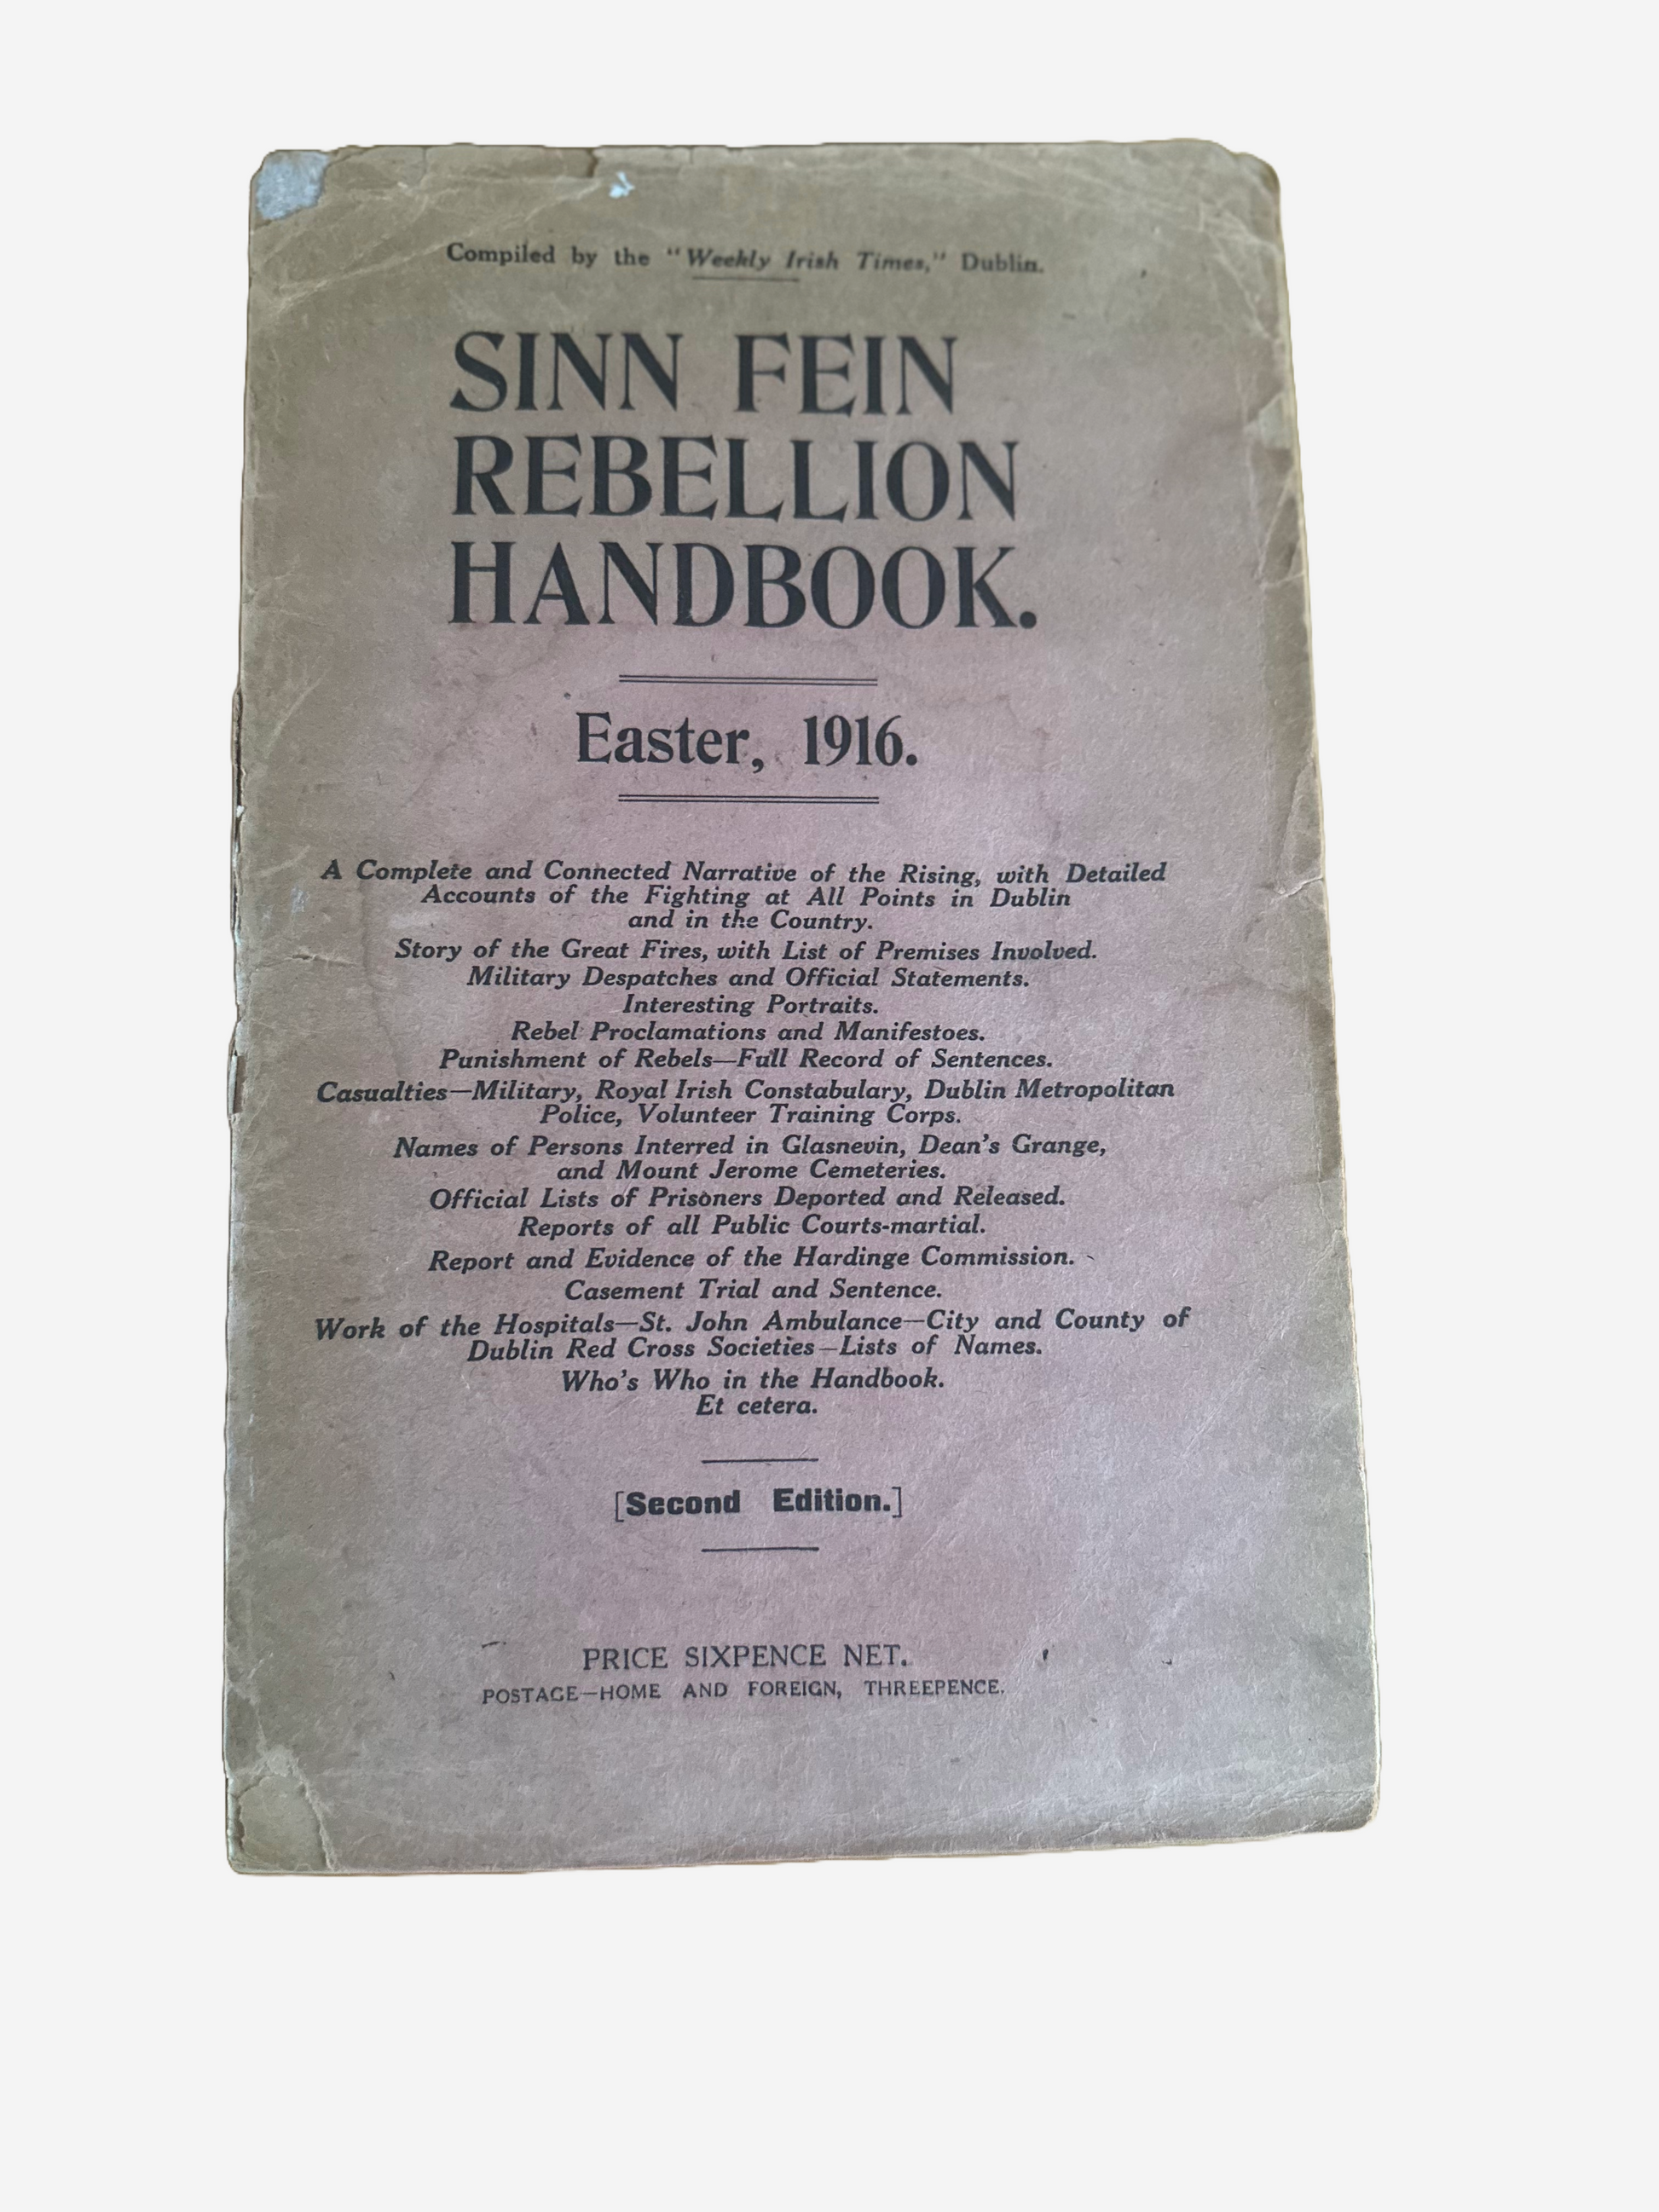 Compiled by the "Weekly Irish Times," Dublin.
SINN FEIN
REBELLION
HANDBOOK.
Easter, 1916.
A Complete and Connected Narrative of the Rising, with Detailed
Accounts of the Fighting at All Points in Dublin
and in the Country.
Story of the Great Fires, with List of Premises Involved.
Military Despatches and Official Statements.
Interesting Portraits.
Rebel Proclamations and Manifestoes.
Punishment of Rebels—Full Record of Sentences.
Casualties—Military, Royal Irish Constabulary, Dublin Metropolitan
Police, Volunteer Training Corps.
Names of Persons Interred in Glasnevin, Dean's Grange,
and Mount Jerome Cemeteries.
Official Lists of Prisoners Deported and Released.
Reports of all Public Courts-martial.
Report and Evidence of the Hardinge Commission.
Casement Trial and Sentence.
Work of the Hospitals—St. John Ambulance—City and County of
Dublin Red Cross Societies—Lists of Names.
Who's Who in the Handbook.
Et cetera.
[Second Edition.]
PRICE SIXPENCE NET.
POSTAGE—HOME AND FOREIGN, THREEPENCE.